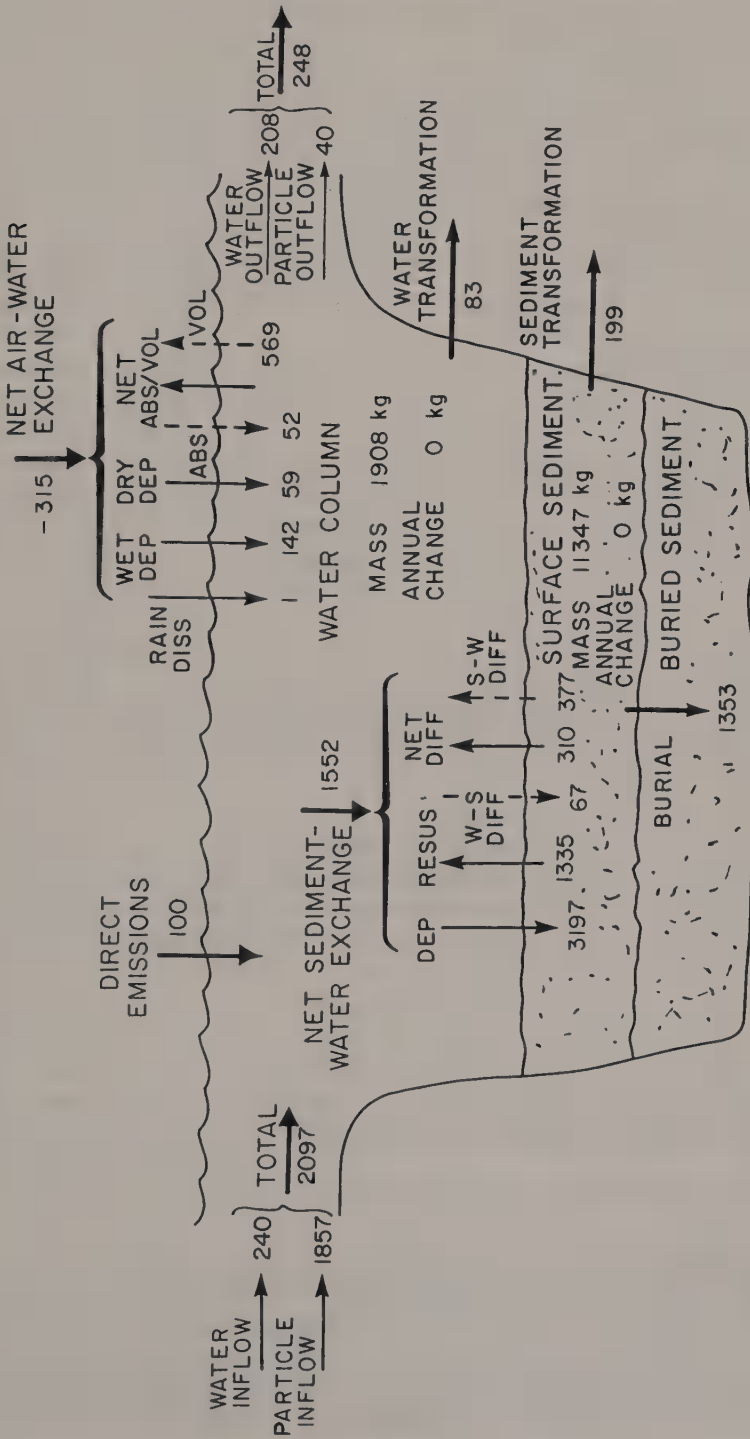 NET AIR-WATER
EXCHANGE
-315
DIRECT
EMISSIONS
100
RAIN
DISS
1
WET
DEP
142
DRY
DEP
59
ABS
52
NET
ABS/VOL
VOL
569
WATER
INFLOW
240
PARTICLE
INFLOW
1857
TOTAL
2097
WATER
OUTFLOW
208
PARTICLE
OUTFLOW
40
TOTAL
248
WATER COLUMN
MASS 1908 kg
ANNUAL
CHANGE 0 kg
NET SEDIMENT-
WATER EXCHANGE
1552
DEP
3197
RESUS
1335
W-S
DIFF
67
NET
DIFF
310
S-W
DIFF
377
WATER
TRANSFORMATION
83
SEDIMENT
TRANSFORMATION
199
SURFACE SEDIMENT
MASS 11347 kg
ANNUAL
CHANGE 0 kg
BURIAL
1353
BURIED SEDIMENT